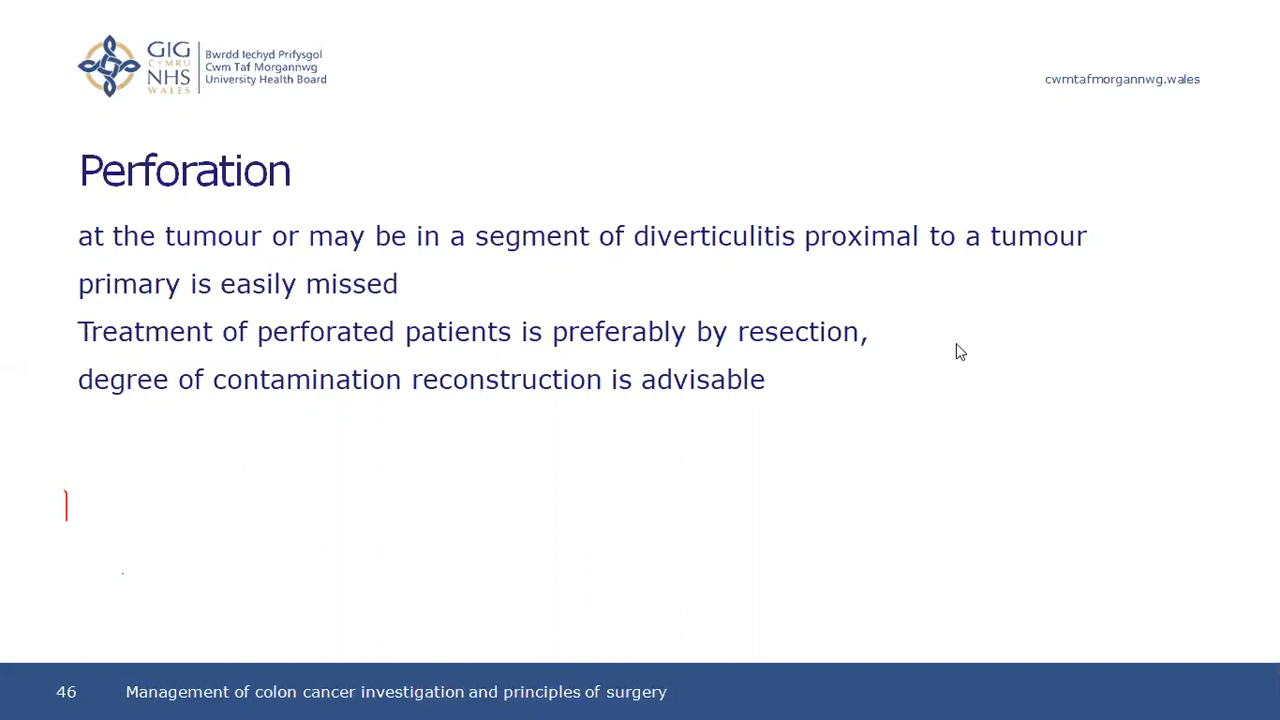 GIG
CYMRU
NHS
WALES
Bwrdd Iechyd Prifysgol
Cwm Taf Morgannwg
University Health Board
cwmtafmorgannwg.wales
Perforation
at the tumour or may be in a segment of diverticulitis proximal to a tumour
primary is easily missed
Treatment of perforated patients is preferably by resection,
degree of contamination reconstruction is advisable
46 Management of colon cancer investigation and principles of surgery